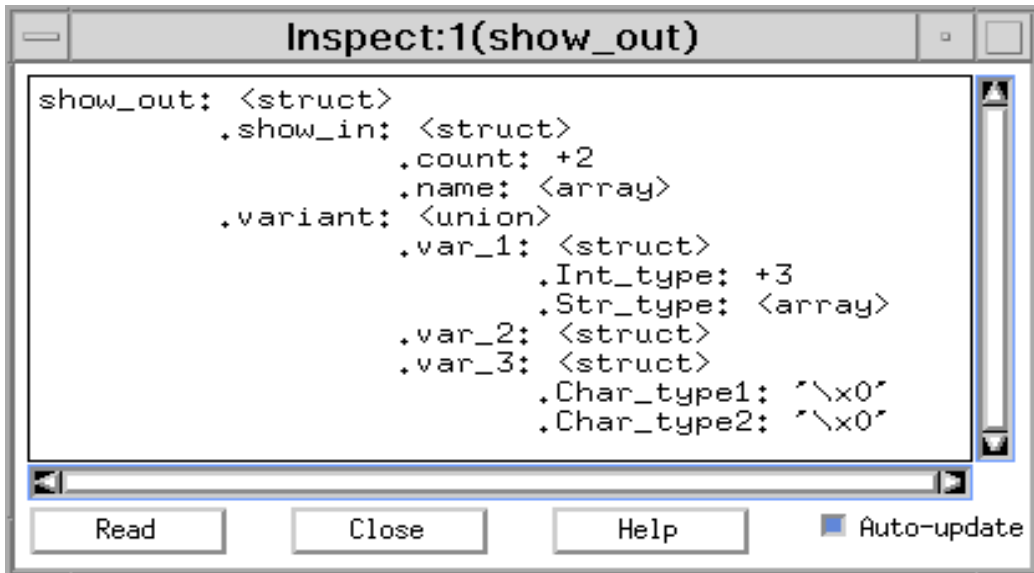 Inspect:1(show_out)
show_out: <struct>
.show_in: <struct>
.count: +2
.name: <array>
.variant: <union>
.var_1: <struct>
.Int_type: +3
.Str_type: <array>
.var_2: <struct>
.var_3: <struct>
.Char_type1: '\x0'
.Char_type2: '\x0'
Read Close Help Auto-update